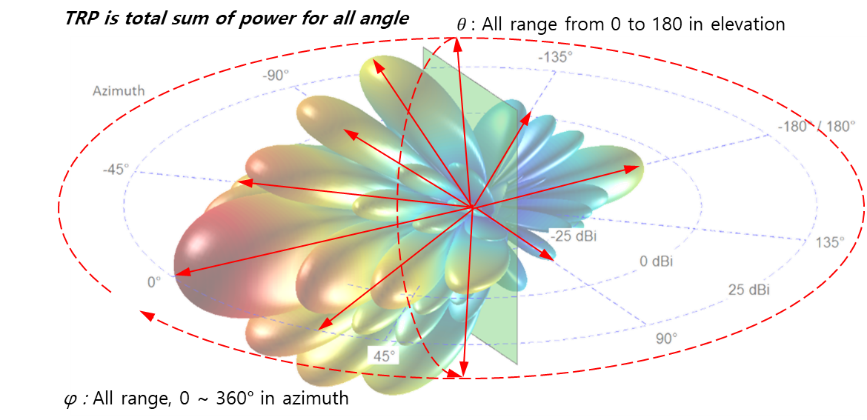 TRP is total sum of power for all angle
θ : All range from 0 to 180 in elevation
-135°
-90°
Azimuth
-180° / 180°
-45°
-25 dBi
135°
0 dBi
0°
25 dBi
90°
45°
φ : All range, 0 ~ 360° in azimuth